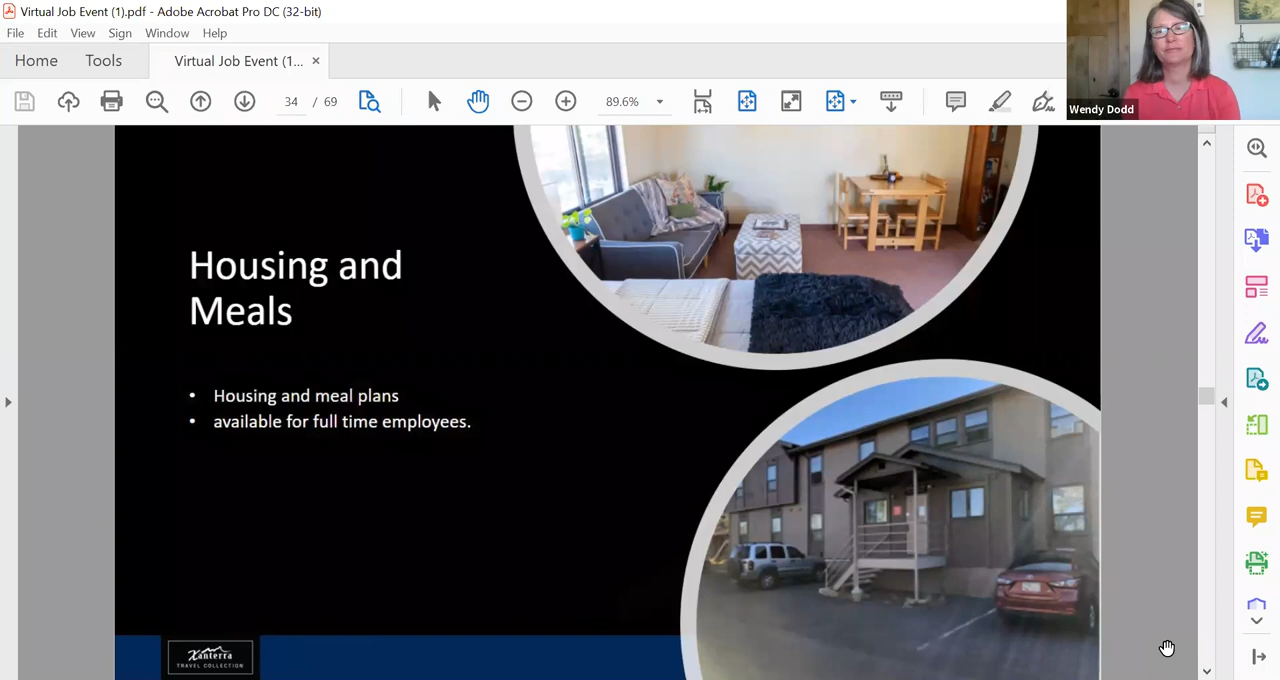 Virtual Job Event (1).pdf - Adobe Acrobat Pro DC (32-bit)
File Edit View Sign Window Help
Home Tools Virtual Job Event (1... ×
34 / 69 89.6%
Wendy Dodd
Housing and
Meals
• Housing and meal plans
• available for full time employees.
Xanterra
TRAVEL COLLECTION